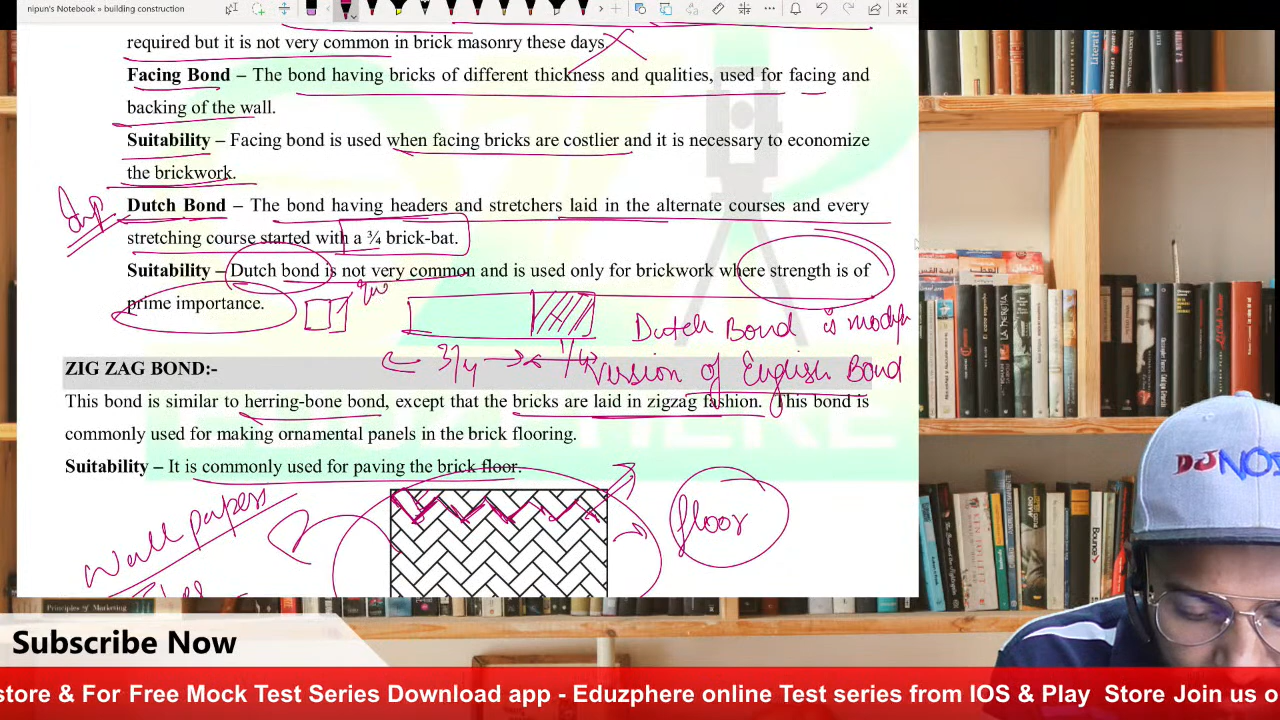 nipun's Notebook » building construction
required but it is not very common in brick masonry these days
Facing Bond – The bond having bricks of different thickness and qualities, used for facing and
backing of the wall.
Suitability – Facing bond is used when facing bricks are costlier and it is necessary to economize
the brickwork.
Imp
Dutch Bond – The bond having headers and stretchers laid in the alternate courses and every
stretching course started with a ¾ brick-bat.
Suitability – Dutch bond is not very common and is used only for brickwork where strength is of
prime importance.
Dutch Bond is modify
3/4
1/4
Version of English Bond
ZIG ZAG BOND:-
This bond is similar to herring-bone bond, except that the bricks are laid in zigzag fashion. This bond is
commonly used for making ornamental panels in the brick flooring.
Suitability – It is commonly used for paving the brick floor.
Wall papers
floor
DJNOS
Principles of Marketing
Subscribe Now
store & For Free Mock Test Series Download app - Eduzphere online Test series from IOS & Play Store Join us o